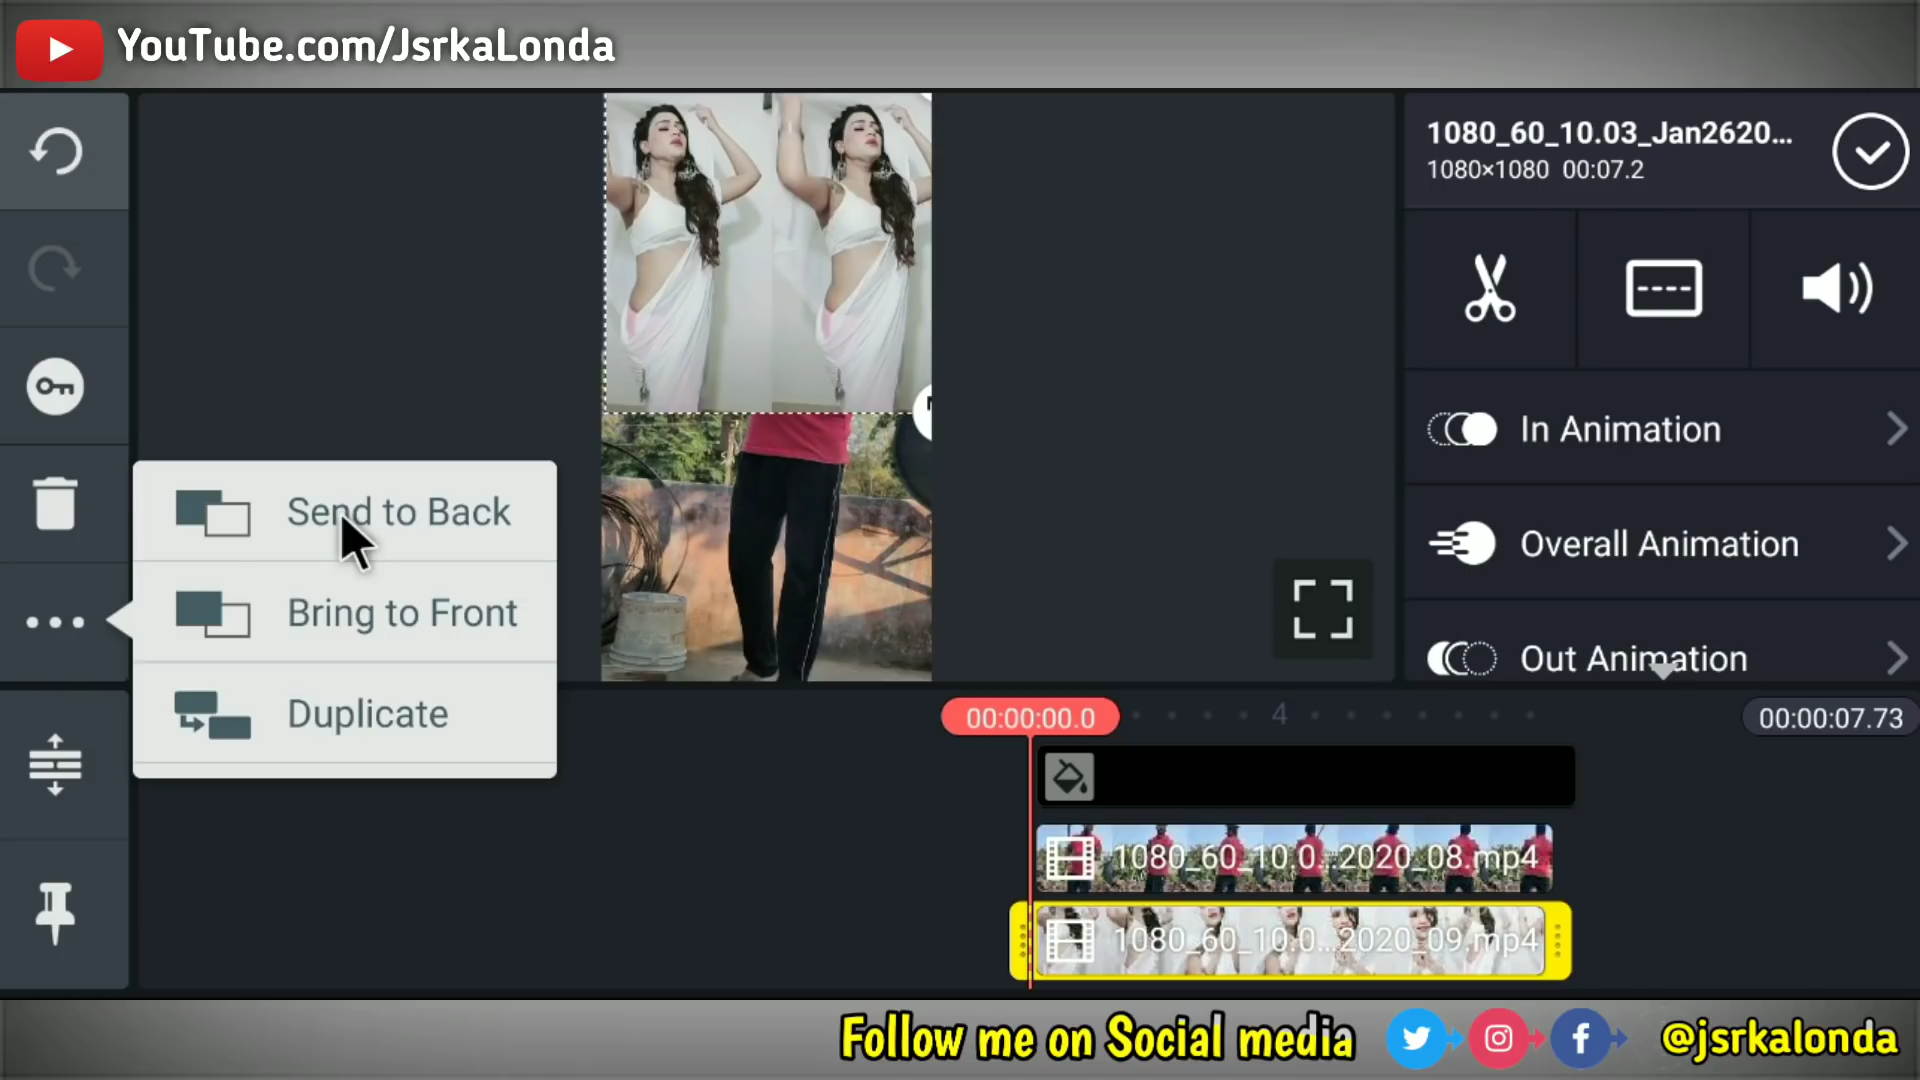 YouTube.com/JsrkaLonda
1080_60_10.03_Jan2620...
1080×1080 00:07.2
In Animation
Overall Animation
Out Animation
Send to Back
Bring to Front
Duplicate
00:00:00.0
4
00:00:07.73
1080_60_10.0...2020_08.mp4
1080_60_10.0...2020_09.mp4
Follow me on Social media
@jsrkalonda